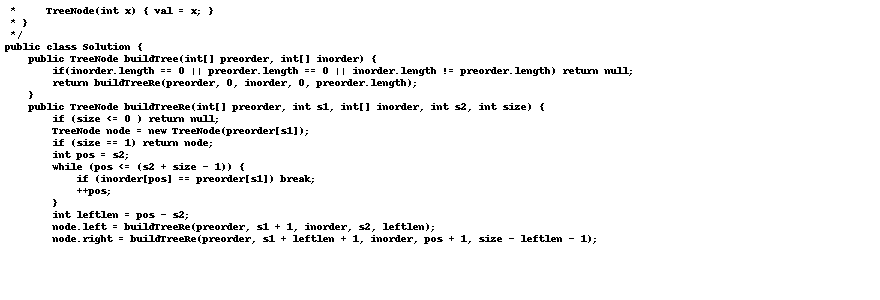 *     TreeNode(int x) { val = x; }
* }
*/
public class Solution {
    public TreeNode buildTree(int[] preorder, int[] inorder) {
        if(inorder.length == 0 || preorder.length == 0 || inorder.length != preorder.length) return null;
        return buildTreeRe(preorder, 0, inorder, 0, preorder.length);
    }
    public TreeNode buildTreeRe(int[] preorder, int s1, int[] inorder, int s2, int size) {
        if (size <= 0 ) return null;
        TreeNode node = new TreeNode(preorder[s1]);
        if (size == 1) return node;
        int pos = s2;
        while (pos <= (s2 + size - 1)) {
            if (inorder[pos] == preorder[s1]) break;
            ++pos;
        }
        int leftlen = pos - s2;
        node.left = buildTreeRe(preorder, s1 + 1, inorder, s2, leftlen);
        node.right = buildTreeRe(preorder, s1 + leftlen + 1, inorder, pos + 1, size - leftlen - 1);